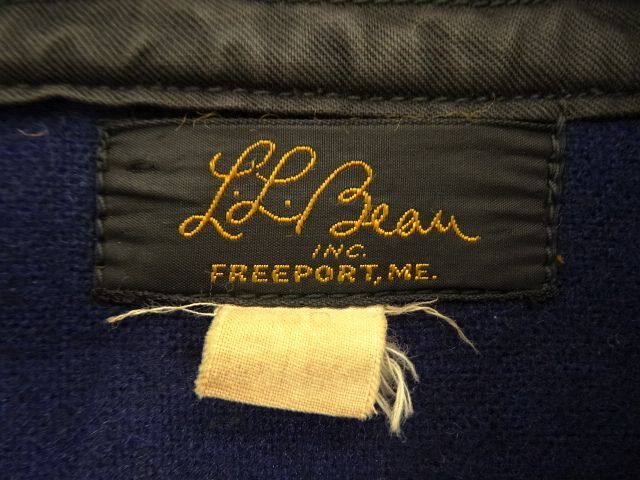 L.L. Bean
INC.
FREEPORT, ME.